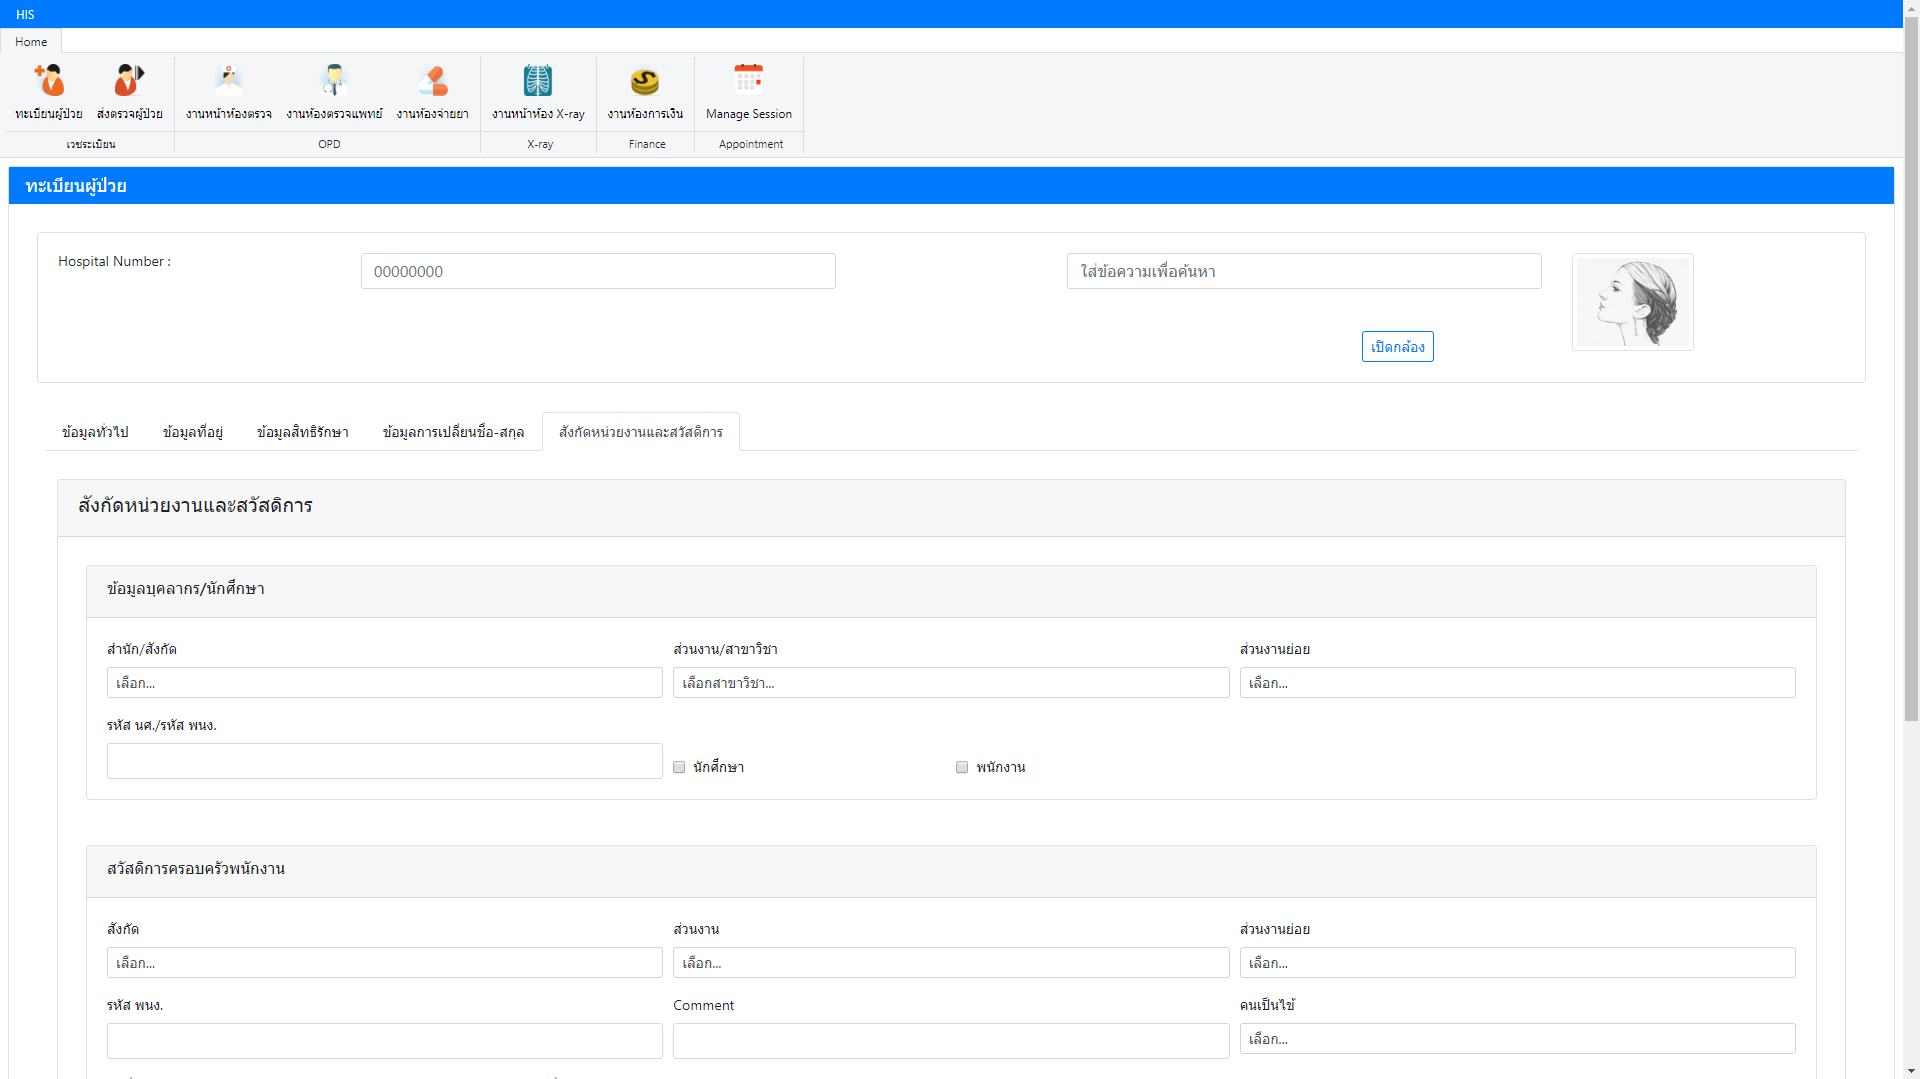 HIS
Home
ทะเบียนผู้ป่วย ส่งตรวจผู้ป่วย งานหน้าห้องตรวจ งานห้องตรวจแพทย์ งานห้องจ่ายยา งานหน้าห้อง X-ray งานห้องการเงิน Manage Session
เวชระเบียน OPD X-ray Finance Appointment
ทะเบียนผู้ป่วย
Hospital Number : 00000000 ใส่ข้อความเพื่อค้นหา
เปิดกล้อง
ข้อมูลทั่วไป ข้อมูลที่อยู่ ข้อมูลสิทธิรักษา ข้อมูลการเปลี่ยนชื่อ-สกุล สังกัดหน่วยงานและสวัสดิการ
สังกัดหน่วยงานและสวัสดิการ
ข้อมูลบุคลากร/นักศึกษา
สำนัก/สังกัด ส่วนงาน/สาขาวิชา ส่วนงานย่อย
เลือก... เลือกสาขาวิชา... เลือก...
รหัส นศ./รหัส พนง.
นักศึกษา พนักงาน
สวัสดิการครอบครัวพนักงาน
สังกัด ส่วนงาน ส่วนงานย่อย
เลือก... เลือก... เลือก...
รหัส พนง. Comment คนเป็นไข้
เลือก...